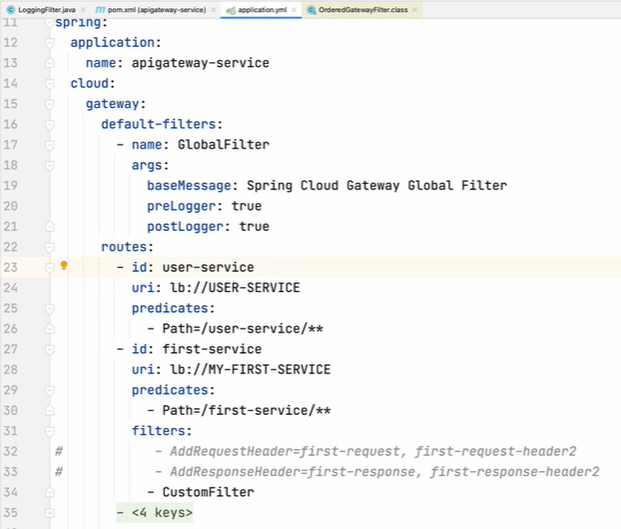 LoggingFilter.java pom.xml (apigateway-service) application.yml OrderedGatewayFilter.class
11 spring:
12 application:
13 name: apigateway-service
14 cloud:
15 gateway:
16 default-filters:
17 - name: GlobalFilter
18 args:
19 baseMessage: Spring Cloud Gateway Global Filter
20 preLogger: true
21 postLogger: true
22 routes:
23 - id: user-service
24 uri: lb://USER-SERVICE
25 predicates:
26 - Path=/user-service/**
27 - id: first-service
28 uri: lb://MY-FIRST-SERVICE
29 predicates:
30 - Path=/first-service/**
31 filters:
32 # - AddRequestHeader=first-request, first-request-header2
33 # - AddResponseHeader=first-response, first-response-header2
34 - CustomFilter
35 - <4 keys>